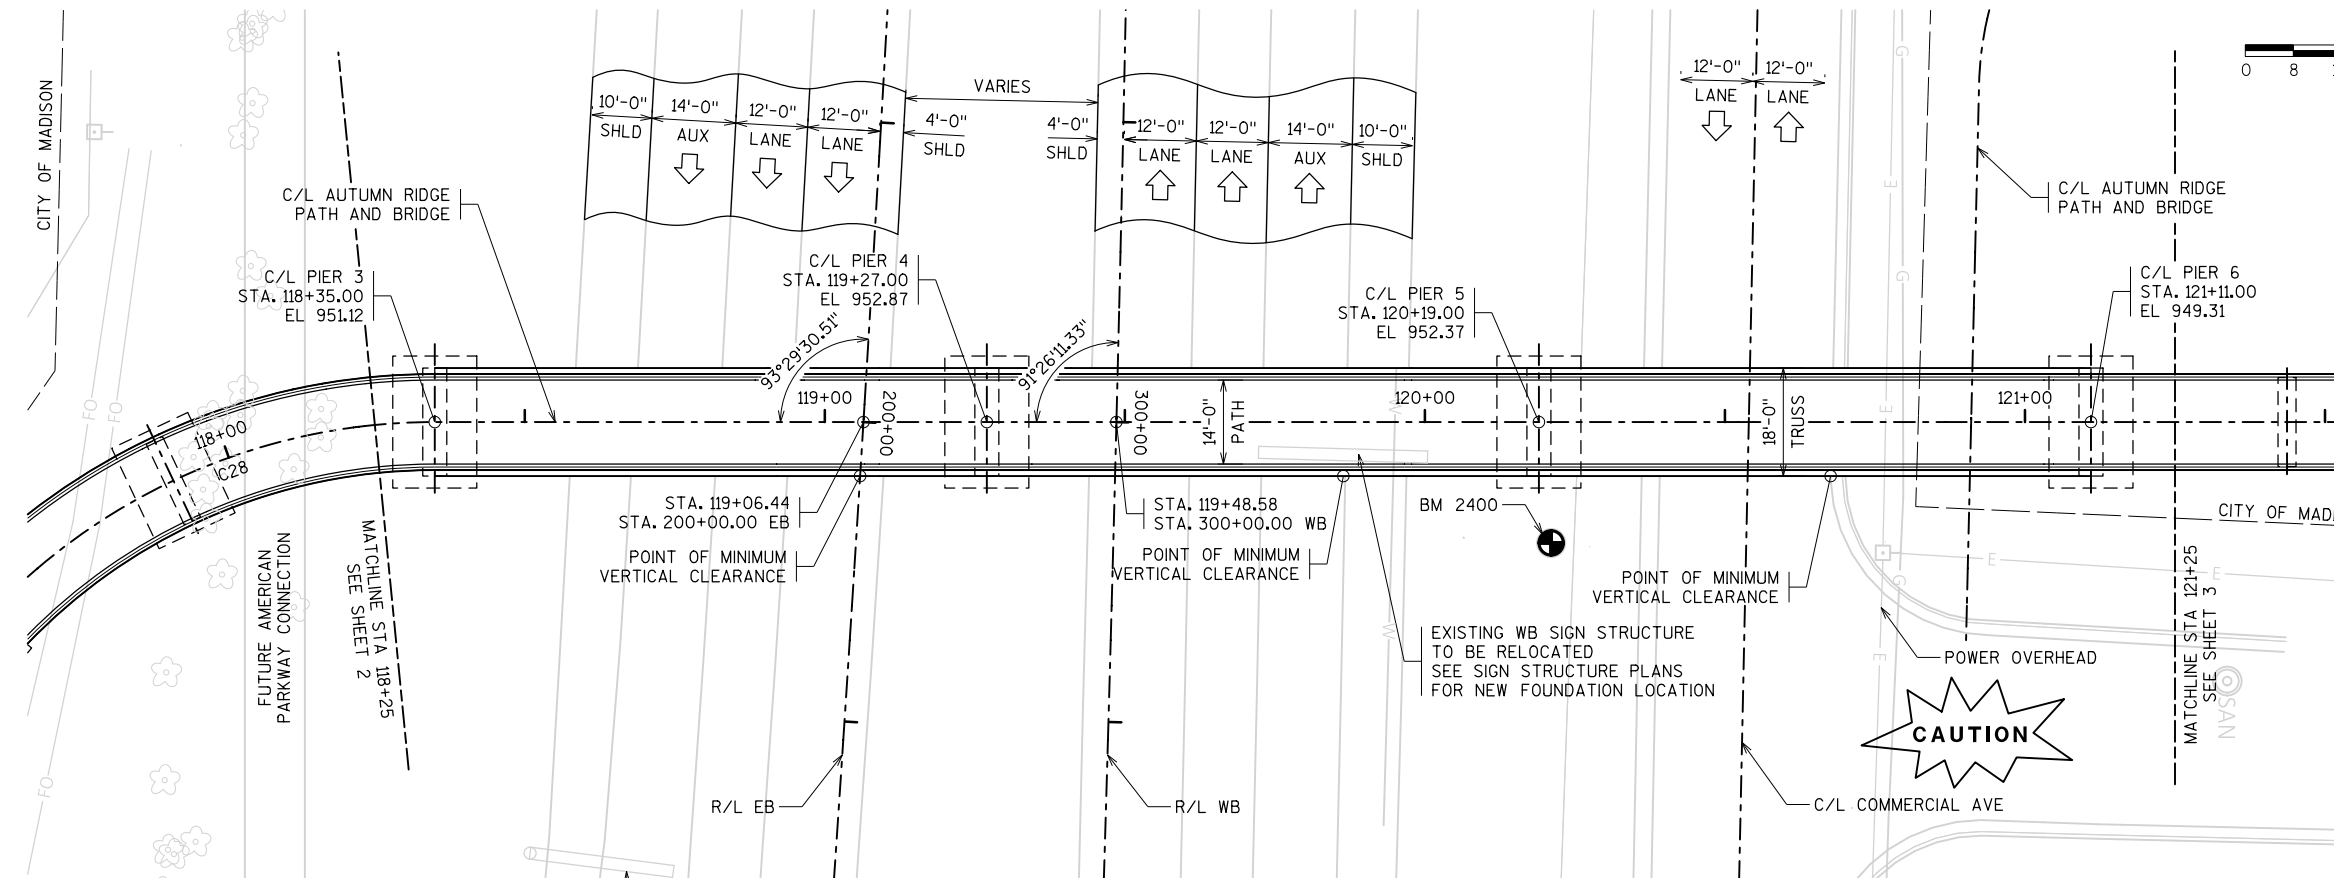 CITY OF MADISON
C/L AUTUMN RIDGE
PATH AND BRIDGE
C/L PIER 3
STA. 118+35.00
EL 951.12
10'-0"
SHLD
14'-0"
AUX
12'-0"
LANE
12'-0"
LANE
4'-0"
SHLD
VARIES
4'-0"
SHLD
12'-0"
LANE
12'-0"
LANE
14'-0"
AUX
10'-0"
SHLD
12'-0"
LANE
12'-0"
LANE
0 8
C/L AUTUMN RIDGE
PATH AND BRIDGE
C/L PIER 4
STA. 119+27.00
EL 952.87
C/L PIER 5
STA. 120+19.00
EL 952.37
C/L PIER 6
STA. 121+11.00
EL 949.31
93°29'30.51"
91°26'11.33"
118+00
C28
119+00
200+00
300+00
14'-0"
PATH
120+00
18'-0"
TRUSS
121+00
STA. 119+06.44
STA. 200+00.00 EB
POINT OF MINIMUM
VERTICAL CLEARANCE
STA. 119+48.58
STA. 300+00.00 WB
POINT OF MINIMUM
VERTICAL CLEARANCE
BM 2400
POINT OF MINIMUM
VERTICAL CLEARANCE
CITY OF
MATCHLINE STA 118+25
SEE SHEET 2
FUTURE AMERICAN
PARKWAY CONNECTION
EXISTING WB SIGN STRUCTURE
TO BE RELOCATED
SEE SIGN STRUCTURE PLANS
FOR NEW FOUNDATION LOCATION
POWER OVERHEAD
CAUTION
MATCHLINE STA 121+25
SEE SHEET 3
SAN
R/L EB
R/L WB
C/L COMMERCIAL AVE
FO
FO
FO
W
W
G
G
G
E
E
E
E
E